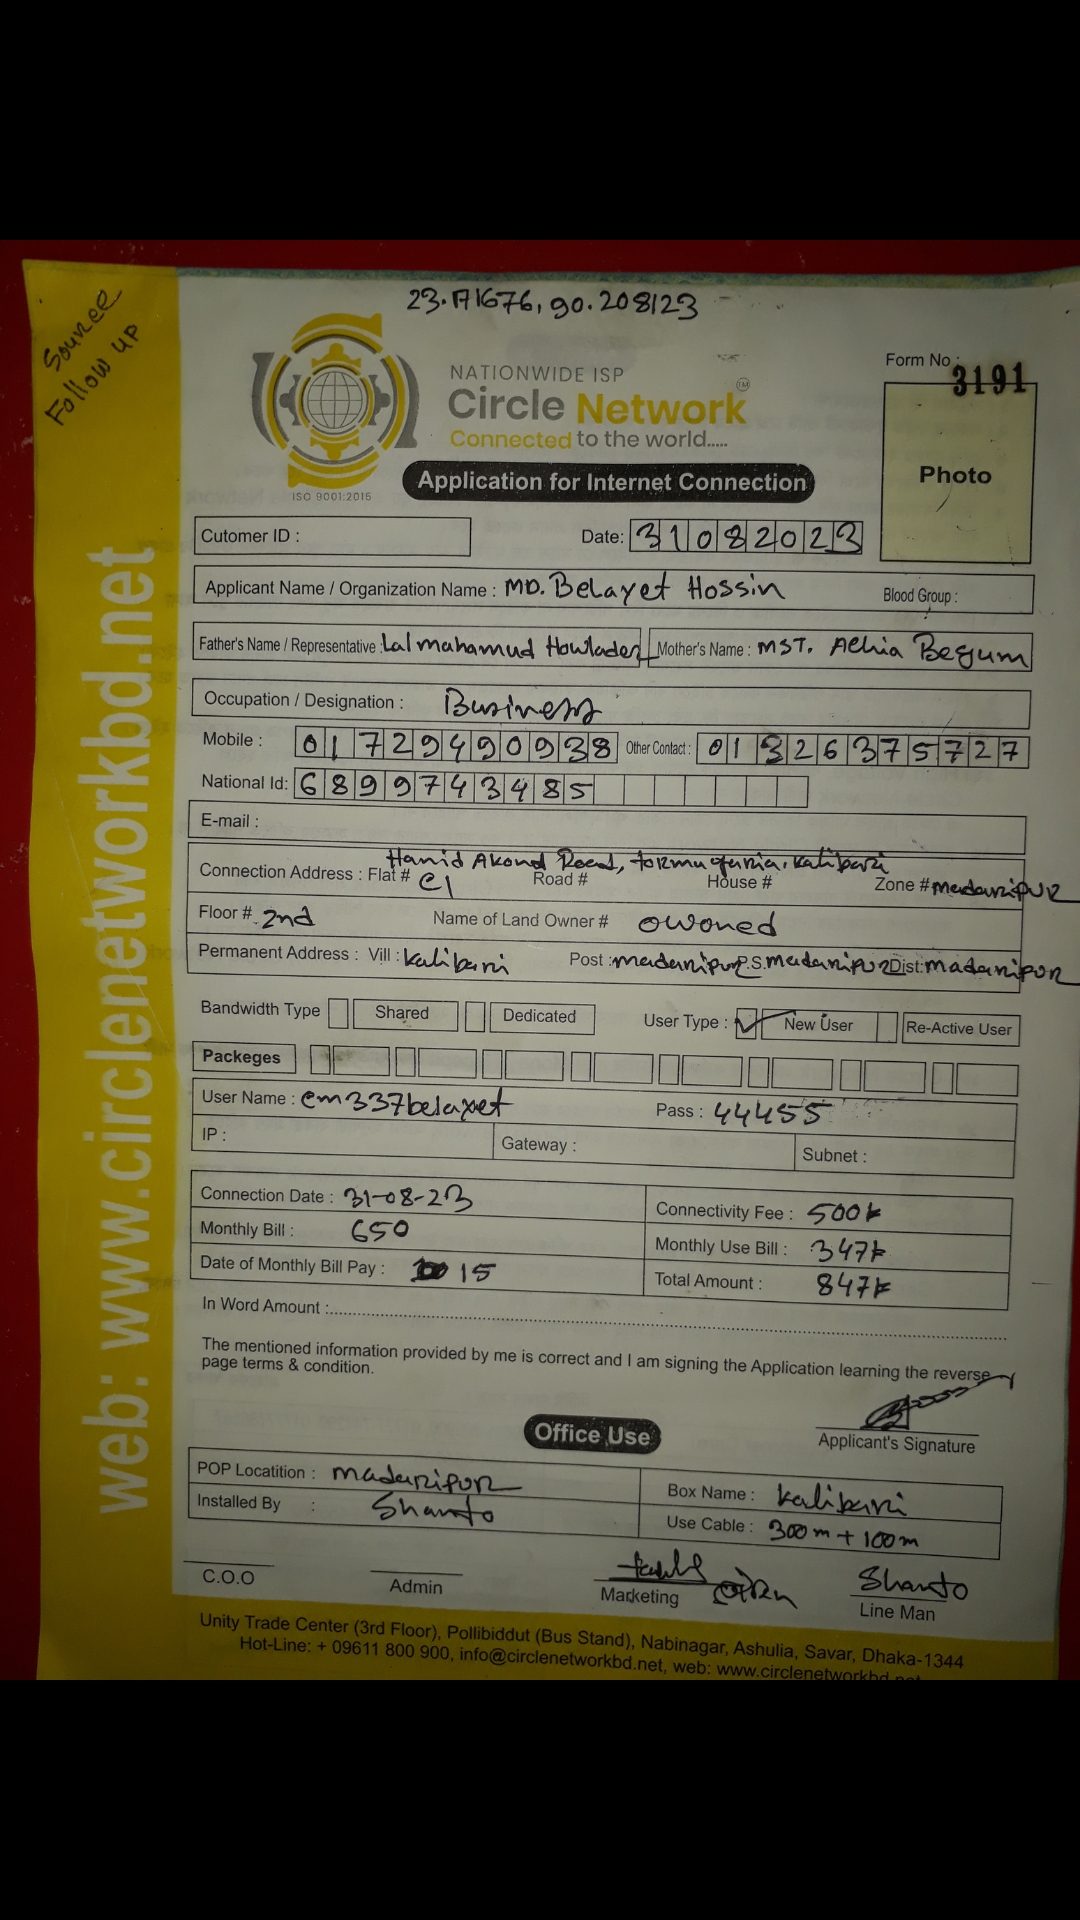 Source
Follow up
23.171676, 90.208123
NATIONWIDE ISP
Circle Network
TM
Connected to the world.....
ISO 9001:2015
Form No : 3191
Photo
Application for Internet Connection
Cutomer ID :
Date: 31082023
Applicant Name / Organization Name : MD. Belayet Hossin Blood Group :
Father's Name / Representative : Lal mahamud Howlader Mother's Name : MST. Begum
Occupation / Designation : Business
Mobile : 01729490938 Other Contact : 01326375727
National Id: 6899743485
E-mail :
Hamid Akond Road, kalibari
Connection Address : Flat # C1 Road # House # Zone # madaripur
Floor # 2nd Name of Land Owner # owoned
Permanent Address : Vill : kalibari Post : madaripur P.S. madaripur Dist: madaripur
Bandwidth Type Shared Dedicated User Type : New User Re-Active User
Packeges
User Name : cm337belayet Pass : 44455
IP : Gateway : Subnet :
Connection Date : 31-08-23 Connectivity Fee : 500
Monthly Bill : 650 Monthly Use Bill : 347
Date of Monthly Bill Pay : 15 Total Amount : 847
In Word Amount :
The mentioned information provided by me is correct and I am signing the Application learning the reverse
page terms & condition.
Applicant's Signature
Office Use
POP Locatition : madaripur Box Name : kalibari
Installed By : Shanto Use Cable : 300m + 100m
Shanto
C.O.O Admin Marketing Line Man
Unity Trade Center (3rd Floor), Pollibiddut (Bus Stand), Nabinagar, Ashulia, Savar, Dhaka-1344
Hot-Line: + 09611 800 900, info@circlenetworkbd.net, web: www.circlenetworkbd.net
web: www.circlenetworkbd.net